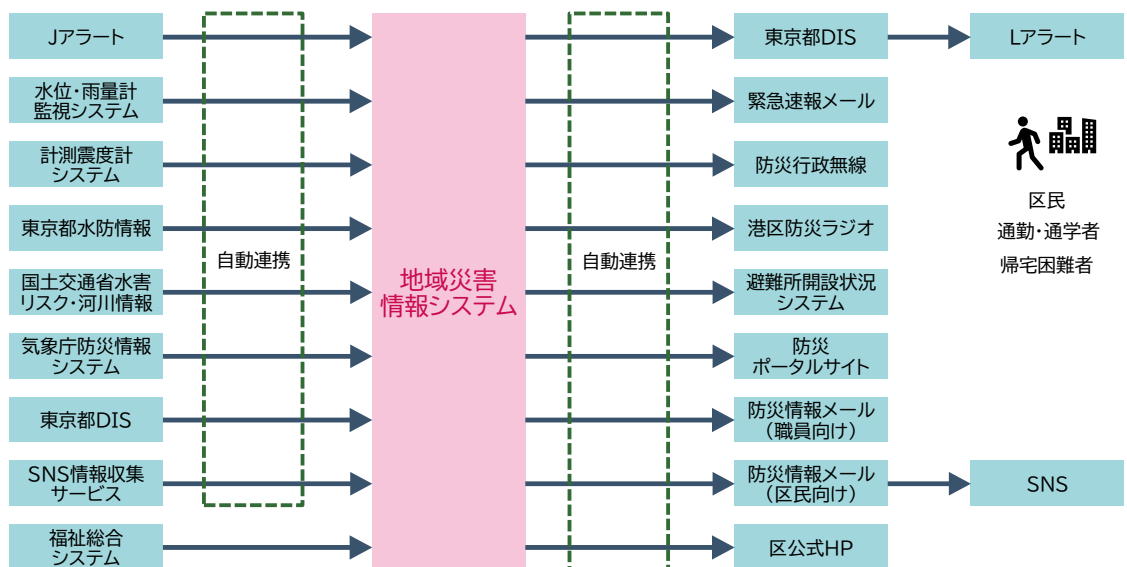 Jアラート
水位・雨量計
監視システム
計測震度計
システム
東京都水防情報
国土交通省水害
リスク・河川情報
気象庁防災情報
システム
東京都DIS
SNS情報収集
サービス
福祉総合
システム
自動連携
地域災害
情報システム
自動連携
東京都DIS
緊急速報メール
防災行政無線
港区防災ラジオ
避難所開設状況
システム
防災
ポータルサイト
防災情報メール
(職員向け)
防災情報メール
(区民向け)
区公式HP
Lアラート
区民
通勤・通学者
帰宅困難者
SNS